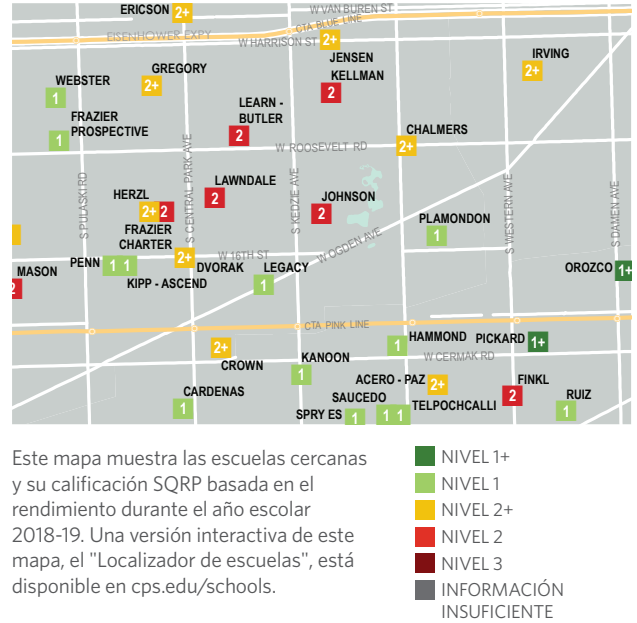 ERICSON
2+
W VAN BUREN ST
CTA BLUE LINE
EISENHOWER EXPY
W HARRISON ST
2+
JENSEN
KELLMAN
2
IRVING
2+
WEBSTER
1
GREGORY
2+
FRAZIER
PROSPECTIVE
1
LEARN -
BUTLER
2
CHALMERS
2+
W ROOSEVELT RD
S PULASKI RD
S CENTRAL PARK AVE
S KEDZIE AVE
S WESTERN AVE
S DAMEN AVE
HERZL
2+
2
LAWNDALE
2
JOHNSON
2
PLAMONDON
1
FRAZIER
CHARTER
2+
W 16TH ST
W OGDEN AVE
MASON
2
PENN
1 1
KIPP - ASCEND
DVORAK
LEGACY
1
OROZCO
1+
CTA PINK LINE
2+
CROWN
HAMMOND
1
PICKARD
1+
W CERMAK RD
KANOON
1
ACERO - PAZ
2+
FINKL
2
CARDENAS
1
SAUCEDO
SPRY ES
1
1 1
TELPOCHCALLI
RUIZ
1
Este mapa muestra las escuelas cercanas
y su calificación SQRP basada en el
rendimiento durante el año escolar
2018-19. Una versión interactiva de este
mapa, el "Localizador de escuelas", está
disponible en cps.edu/schools.
NIVEL 1+
NIVEL 1
NIVEL 2+
NIVEL 2
NIVEL 3
INFORMACIÓN
INSUFICIENTE